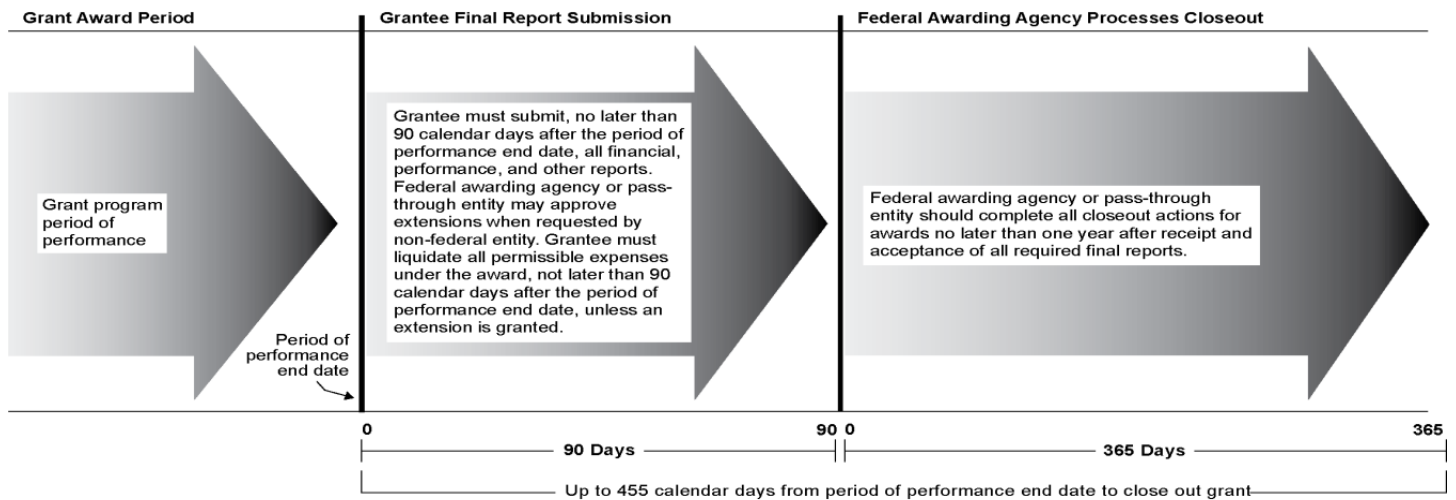 Grant Award Period
Grantee Final Report Submission
Federal Awarding Agency Processes Closeout
Grant program
period of
performance
Period of
performance
end date
Grantee must submit, no later than
90 calendar days after the period of
performance end date, all financial,
performance, and other reports.
Federal awarding agency or pass-
through entity may approve
extensions when requested by
non-federal entity. Grantee must
liquidate all permissible expenses
under the award, not later than 90
calendar days after the period of
performance end date, unless an
extension is granted.
Federal awarding agency or pass-through
entity should complete all closeout actions for
awards no later than one year after receipt and
acceptance of all required final reports.
0
90
0
365
90 Days
365 Days
Up to 455 calendar days from period of performance end date to close out grant